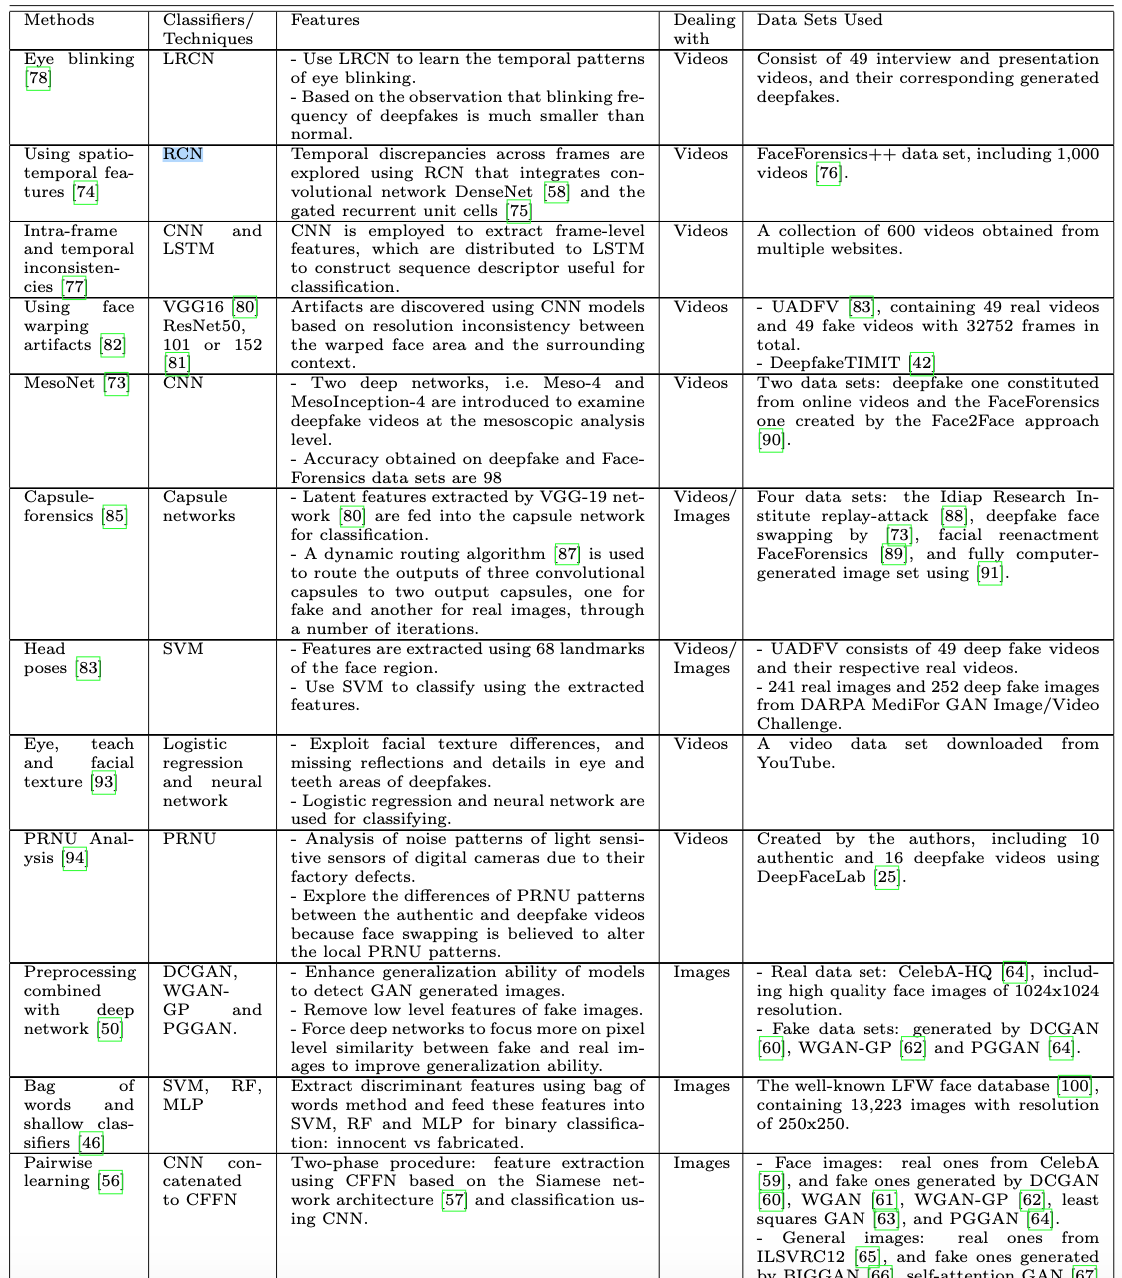 Methods
Classifiers/
Techniques
Features
Dealing
with
Data Sets Used
Eye blinking
[78]
LRCN
- Use LRCN to learn the temporal patterns
of eye blinking.
- Based on the observation that blinking fre-
quency of deepfakes is much smaller than
normal.
Videos
Consist of 49 interview and presentation
videos, and their corresponding generated
deepfakes.
Using spatio-
temporal fea-
tures [74]
RCN
Temporal discrepancies across frames are
explored using RCN that integrates con-
volutional network DenseNet [58] and the
gated recurrent unit cells [75]
Videos
FaceForensics++ data set, including 1,000
videos [76].
Intra-frame
and temporal
inconsisten-
cies [77]
CNN and
LSTM
CNN is employed to extract frame-level
features, which are distributed to LSTM
to construct sequence descriptor useful for
classification.
Videos
A collection of 600 videos obtained from
multiple websites.
Using face
warping
artifacts [82]
VGG16 [80]
ResNet50,
101 or 152
[81]
Artifacts are discovered using CNN models
based on resolution inconsistency between
the warped face area and the surrounding
context.
Videos
- UADFV [83], containing 49 real videos
and 49 fake videos with 32752 frames in
total.
- DeepfakeTIMIT [42]
MesoNet [73]
CNN
- Two deep networks, i.e. Meso-4 and
MesoInception-4 are introduced to examine
deepfake videos at the mesoscopic analysis
level.
- Accuracy obtained on deepfake and Face-
Forensics data sets are 98
Videos
Two data sets: deepfake one constituted
from online videos and the FaceForensics
one created by the Face2Face approach
[90].
Capsule-
forensics [85]
Capsule
networks
- Latent features extracted by VGG-19 net-
work [80] are fed into the capsule network
for classification.
- A dynamic routing algorithm [87] is used
to route the outputs of three convolutional
capsules to two output capsules, one for
fake and another for real images, through
a number of iterations.
Videos/
Images
Four data sets: the Idiap Research In-
stitute replay-attack [88], deepfake face
swapping by [73], facial reenactment
FaceForensics [89], and fully computer-
generated image set using [91].
Head
poses [83]
SVM
- Features are extracted using 68 landmarks
of the face region.
- Use SVM to classify using the extracted
features.
Videos/
Images
- UADFV consists of 49 deep fake videos
and their respective real videos.
- 241 real images and 252 deep fake images
from DARPA MediFor GAN Image/Video
Challenge.
Eye, teach
and facial
texture [93]
Logistic
regression
and neural
network
- Exploit facial texture differences, and
missing reflections and details in eye and
teeth areas of deepfakes.
- Logistic regression and neural network are
used for classifying.
Videos
A video data set downloaded from
YouTube.
PRNU Anal-
ysis [94]
PRNU
- Analysis of noise patterns of light sensi-
tive sensors of digital cameras due to their
factory defects.
- Explore the differences of PRNU patterns
between the authentic and deepfake videos
because face swapping is believed to alter
the local PRNU patterns.
Videos
Created by the authors, including 10
authentic and 16 deepfake videos using
DeepFaceLab [25].
Preprocessing
combined
with deep
network [50]
DCGAN,
WGAN-
GP and
PGGAN.
- Enhance generalization ability of models
to detect GAN generated images.
- Remove low level features of fake images.
- Force deep networks to focus more on pixel
level similarity between fake and real im-
ages to improve generalization ability.
Images
- Real data set: CelebA-HQ [64], includ-
ing high quality face images of 1024x1024
resolution.
- Fake data sets: generated by DCGAN
[60], WGAN-GP [62] and PGGAN [64].
Bag of
words and
shallow clas-
sifiers [46]
SVM, RF,
MLP
Extract discriminant features using bag of
words method and feed these features into
SVM, RF and MLP for binary classifica-
tion: innocent vs fabricated.
Images
The well-known LFW face database [100],
containing 13,223 images with resolution
of 250x250.
Pairwise
learning [56]
CNN con-
catenated
to CFFN
Two-phase procedure: feature extraction
using CFFN based on the Siamese net-
work architecture [57] and classification us-
ing CNN.
Images
- Face images: real ones from CelebA
[59], and fake ones generated by DCGAN
[60], WGAN [61], WGAN-GP [62], least
squares GAN [63], and PGGAN [64].
- General images: real ones from
ILSVRC12 [65], and fake ones generated
by BIGGAN [66], self-attention GAN [67]